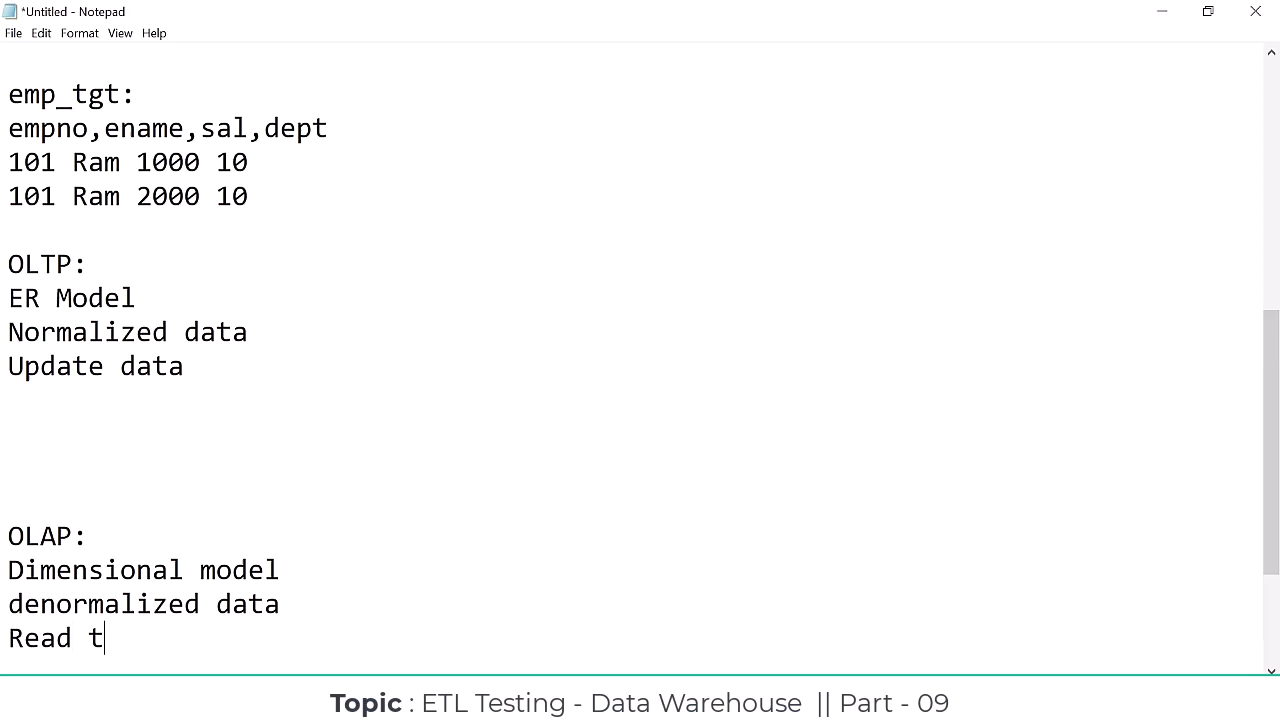 *Untitled - Notepad
File Edit Format View Help
emp_tgt:
empno,ename,sal,dept
101 Ram 1000 10
101 Ram 2000 10
OLTP:
ER Model
Normalized data
Update data
OLAP:
Dimensional model
denormalized data
Read t
Topic : ETL Testing - Data Warehouse || Part - 09